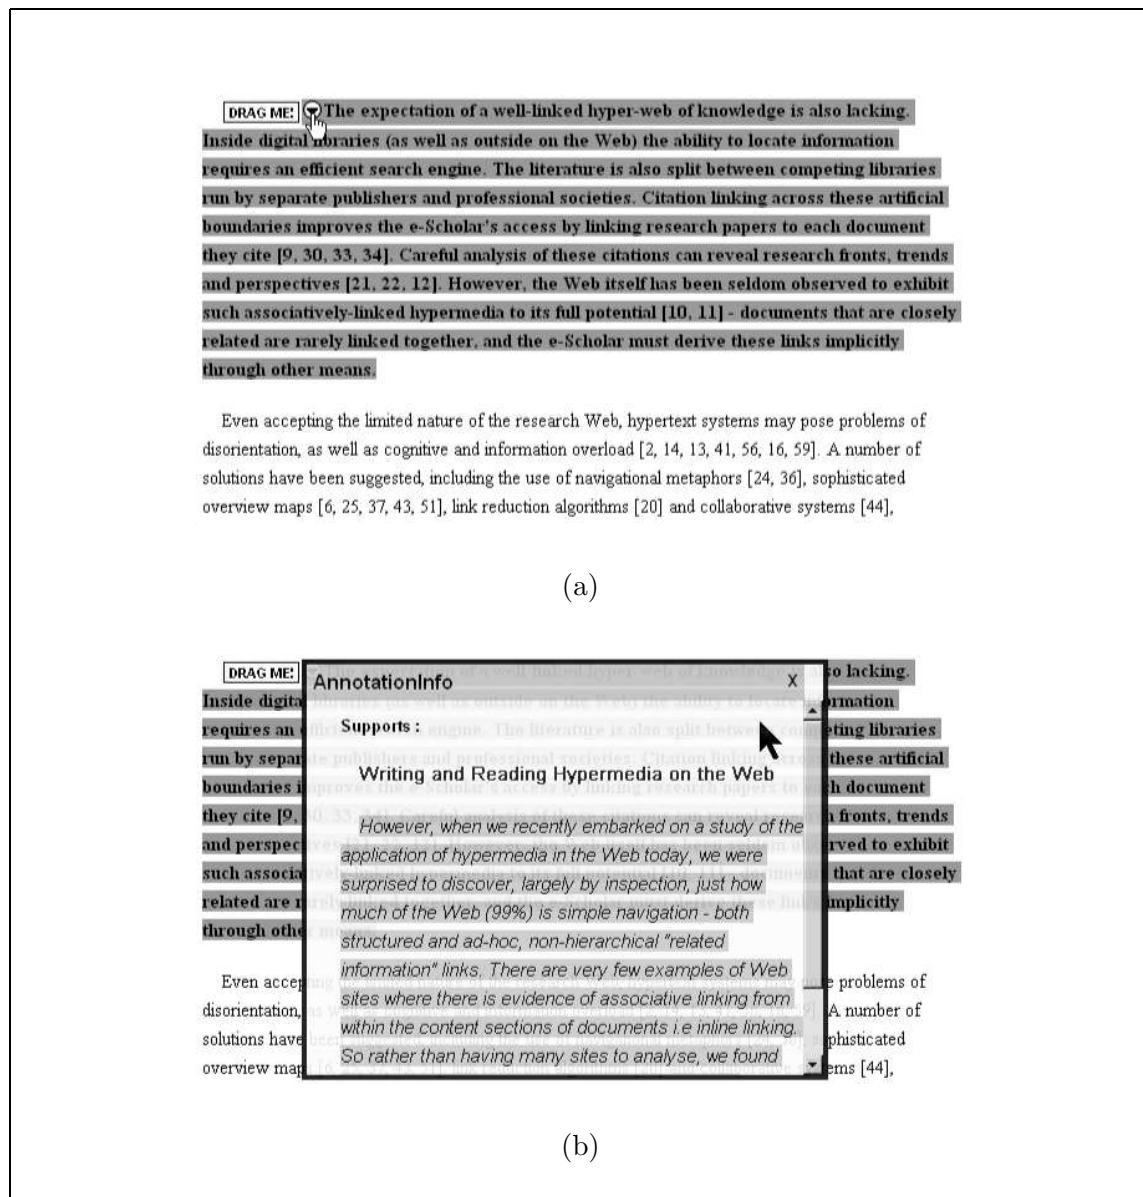 DRAG ME: The expectation of a well-linked hyper-web of knowledge is also lacking.
Inside digital libraries (as well as outside on the Web) the ability to locate information
requires an efficient search engine. The literature is also split between competing libraries
run by separate publishers and professional societies. Citation linking across these artificial
boundaries improves the e-Scholar's access by linking research papers to each document
they cite [9, 30, 33, 34]. Careful analysis of these citations can reveal research fronts, trends
and perspectives [21, 22, 12]. However, the Web itself has been seldom observed to exhibit
such associatively-linked hypermedia to its full potential [10, 11] - documents that are closely
related are rarely linked together, and the e-Scholar must derive these links implicitly
through other means.
Even accepting the limited nature of the research Web, hypertext systems may pose problems of
disorientation, as well as cognitive and information overload [2, 14, 13, 41, 56, 16, 59]. A number of
solutions have been suggested, including the use of navigational metaphors [24, 36], sophisticated
overview maps [6, 25, 37, 43, 51], link reduction algorithms [20] and collaborative systems [44],
(a)
DRAG ME: so lacking.
Inside digita ormation
requires an eting libraries
run by separ these artificial
boundaries i h document
they cite [9, fronts, trends
and perspec rved to exhibit
such associa that are closely
related are r implicitly
through othe
Even accep e problems of
disorientation, A number of
solutions have phisticated
overview map ems [44],
AnnotationInfo X
Supports :
Writing and Reading Hypermedia on the Web
However, when we recently embarked on a study of the
application of hypermedia in the Web today, we were
surprised to discover, largely by inspection, just how
much of the Web (99%) is simple navigation - both
structured and ad-hoc, non-hierarchical "related
information" links. There are very few examples of Web
sites where there is evidence of associative linking from
within the content sections of documents i.e inline linking.
So rather than having many sites to analyse, we found
(b)